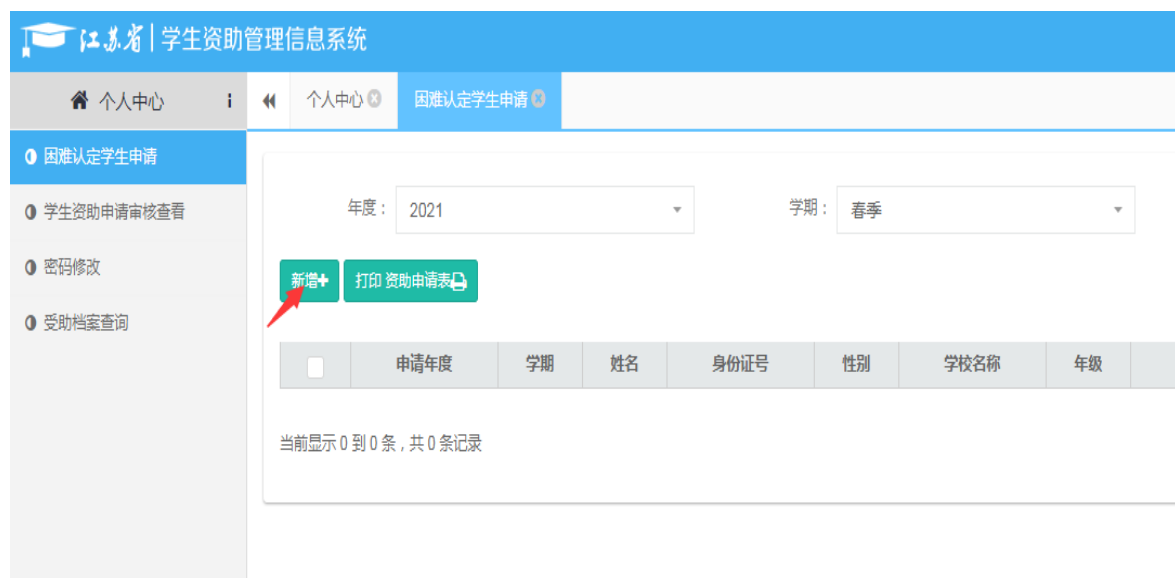 江苏省 | 学生资助管理信息系统
个人中心
个人中心 困难认定学生申请
困难认定学生申请
学生资助申请审核查看
密码修改
受助档案查询
年度： 2021 学期： 春季
新增 打印 资助申请表
申请年度 学期 姓名 身份证号 性别 学校名称 年级
当前显示 0 到 0 条，共 0 条记录